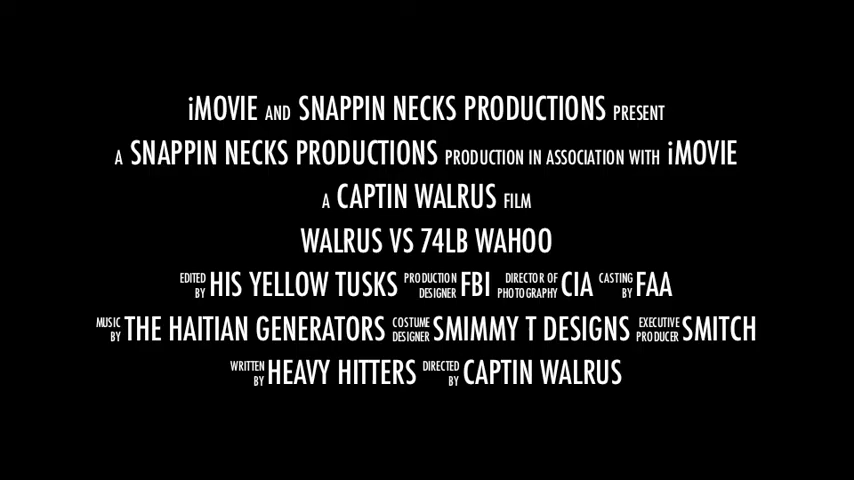 iMOVIE AND SNAPPIN NECKS PRODUCTIONS PRESENT
A SNAPPIN NECKS PRODUCTIONS PRODUCTION IN ASSOCIATION WITH iMOVIE
A CAPTIN WALRUS FILM
WALRUS VS 74LB WAHOO
EDITED BY HIS YELLOW TUSKS PRODUCTION DESIGNER FBI DIRECTOR OF PHOTOGRAPHY CIA CASTING BY FAA
MUSIC BY THE HAITIAN GENERATORS COSTUME DESIGNER SMIMMY T DESIGNS EXECUTIVE PRODUCER SMITCH
WRITTEN BY HEAVY HITTERS DIRECTED BY CAPTIN WALRUS